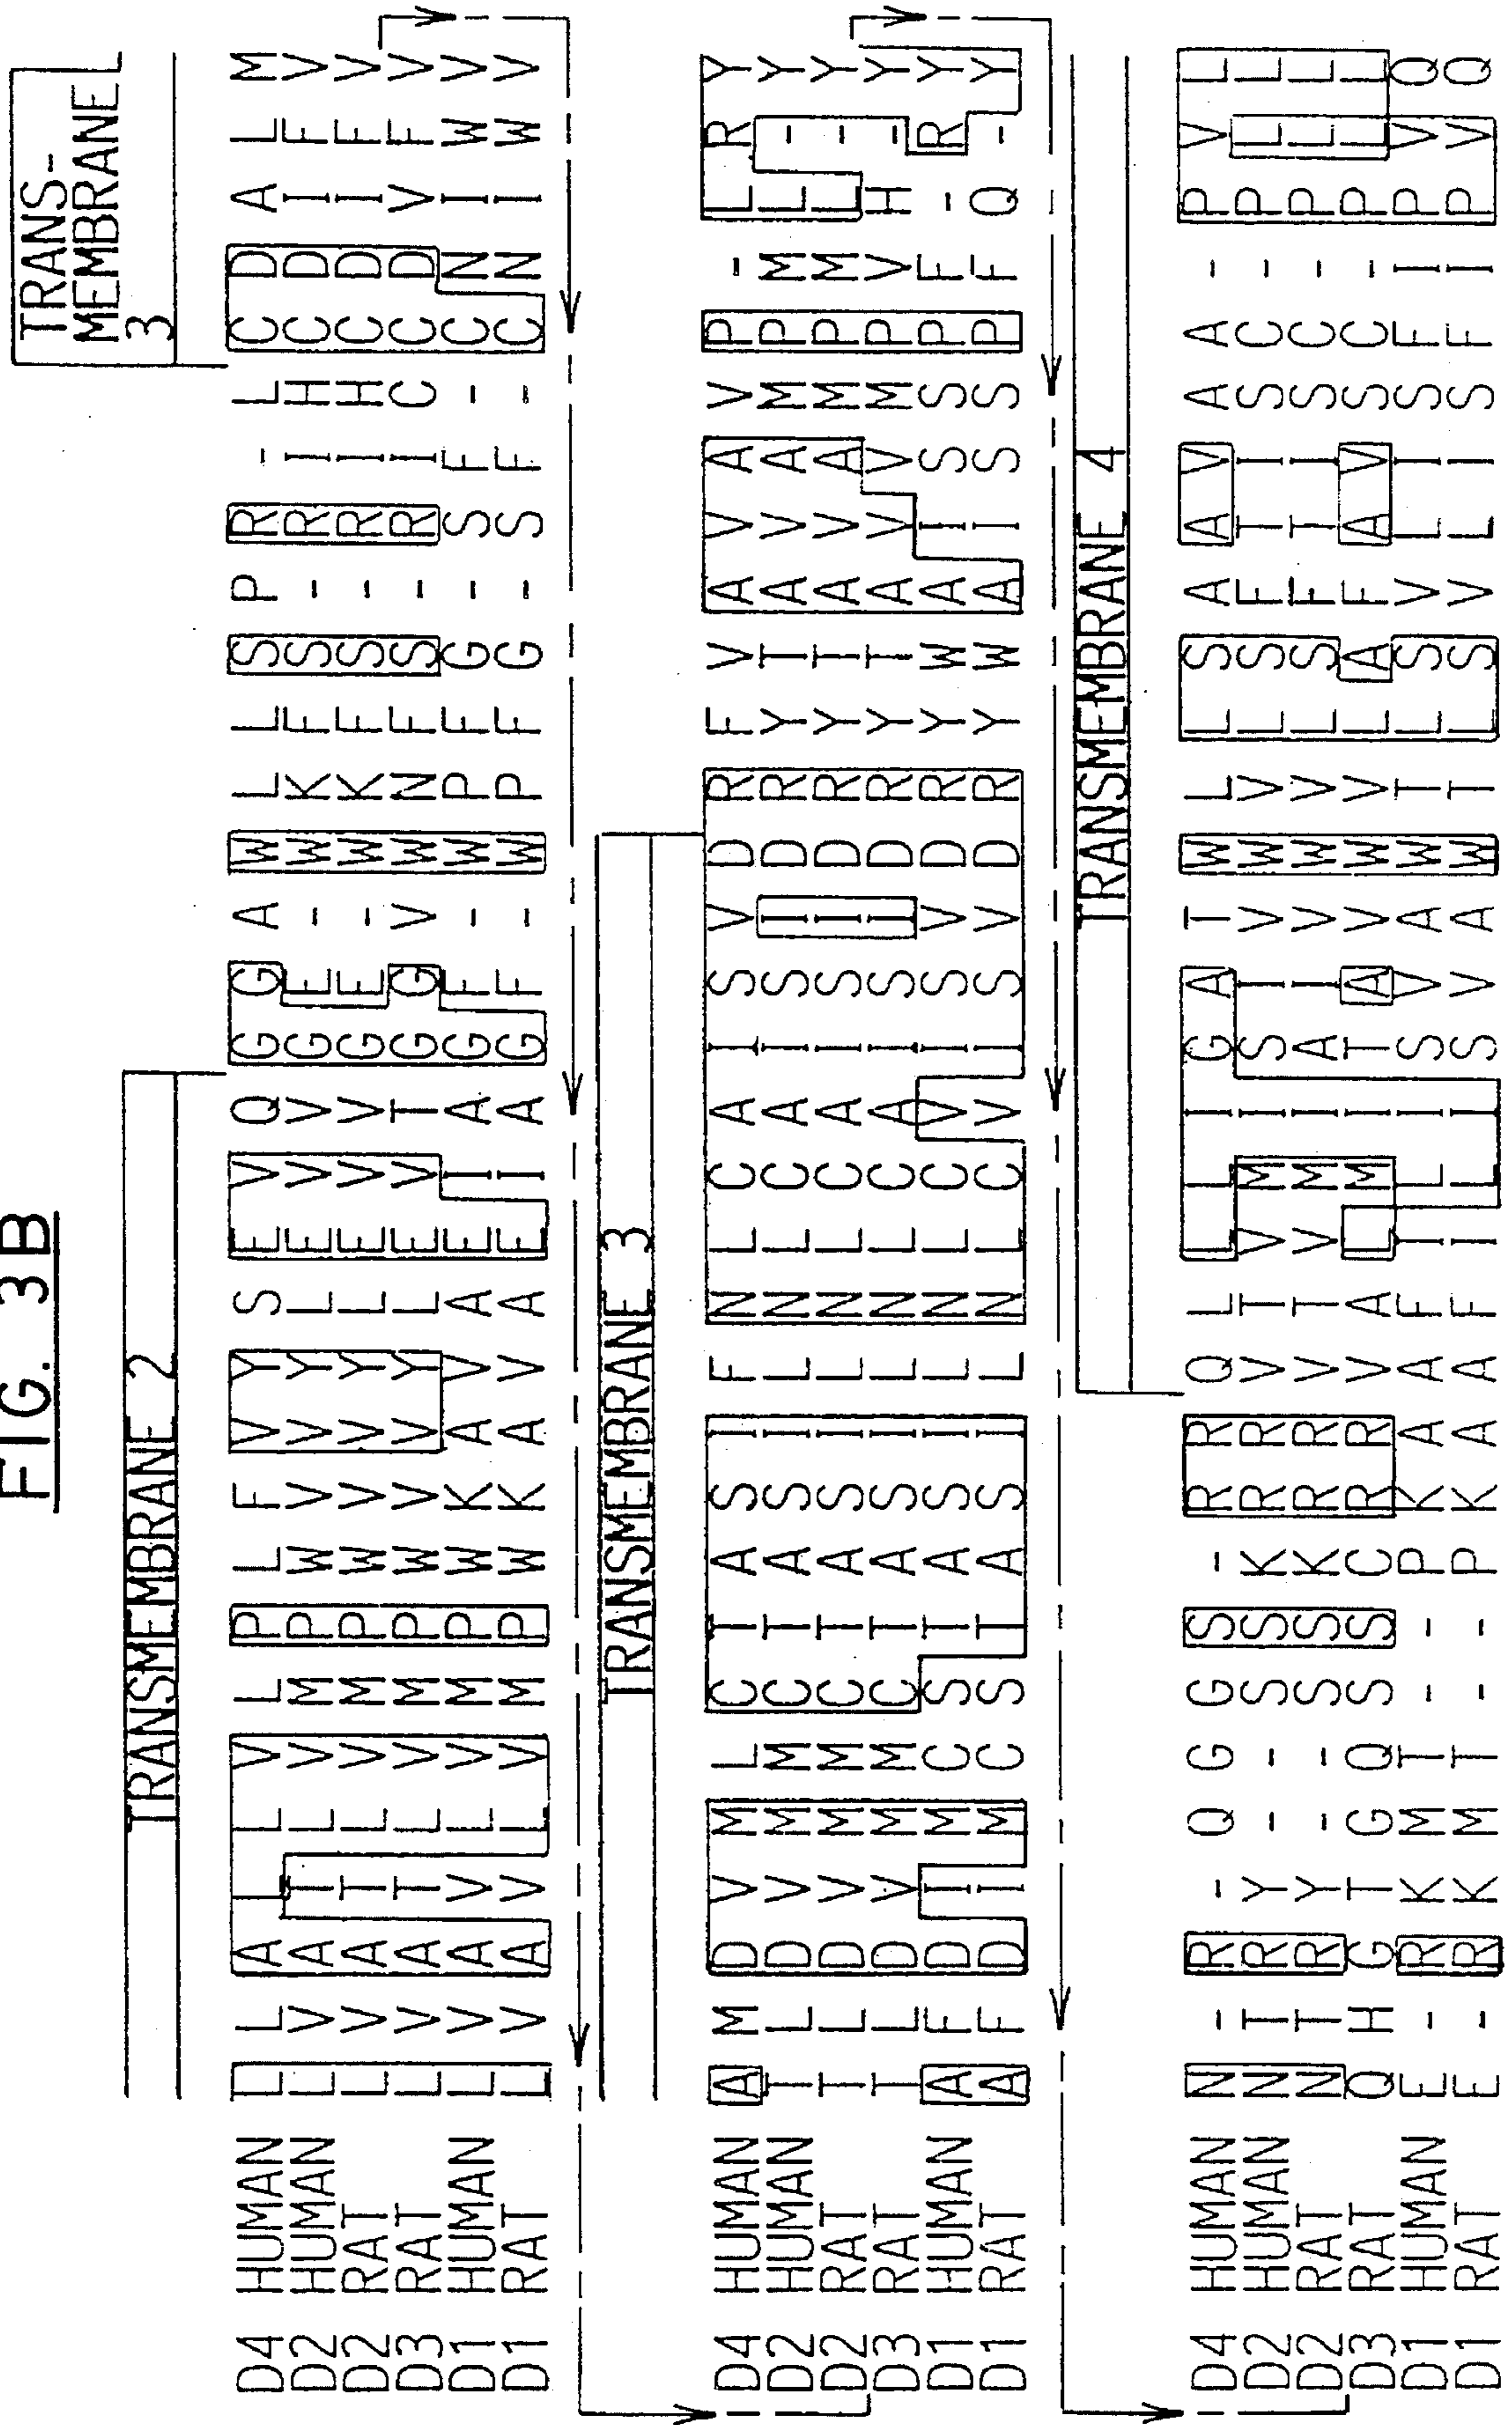 FIG. 3B
TRANSMEMBRANE 2
TRANS-
MEMBRANE
3
D4 HUMAN L L A L L V L P L F V Y S E V Q G G A W L L S P R - L C D A L M
D2 HUMAN L V A T L V M P W V V Y L E V V G E - W K F S - R I H C D I F V
D2 RAT L V A T L V M P W V V Y L E V V G E - W K F S - R I H C D I F V
D3 RAT L V A T L V M P W V V Y L E V T G G V W N F S - R I C C D V F V
D1 HUMAN L V A V L V M P W K A V A E I A G F - W P F G - S F - C N I W V
D1 RAT L V A V L V M P W K A V A E I A G F - W P F G - S F - C N I W V
TRANSMEMBRANE 3
D4 HUMAN A M D V M L C T A S I F N L C A I S V D R F V A V A V P - L R Y
D2 HUMAN T L D V M M C T A S I L N L C A I S I D R Y T A V A M P M L - Y
D2 RAT T L D V M M C T A S I L N L C A I S I D R Y T A V A M P M L - Y
D3 RAT T L D V M M C T A S I L N L C A I S I D R Y T A V V M P V H - Y
D1 HUMAN A F D I M C S T A S I L N L C V I S V D R Y W A I S S P F - R Y
D1 RAT A F D I M C S T A S I L N L C V I S V D R Y W A I S S P F Q - Y
TRANSMEMBRANE 4
D4 HUMAN N - R - Q G G S - R R Q L L L I G A T W L L S A A V A A - P V L
D2 HUMAN N T R Y - - S S K R R V T V M I S I V W V L S F T I S C - P L L
D2 RAT N T R Y - - S S K R R V T V M I A I V W V L S F T I S C - P L L
D3 RAT Q H G T G Q S S C R R V A L M I T A V W V L A F A V S C - P L L
D1 HUMAN E - R K M T - - P K A A F I L I S V A W T L S V L I S F I P V Q
D1 RAT E - R K M T - - P K A A F I L I S V A W T L S V L I S F I P V Q